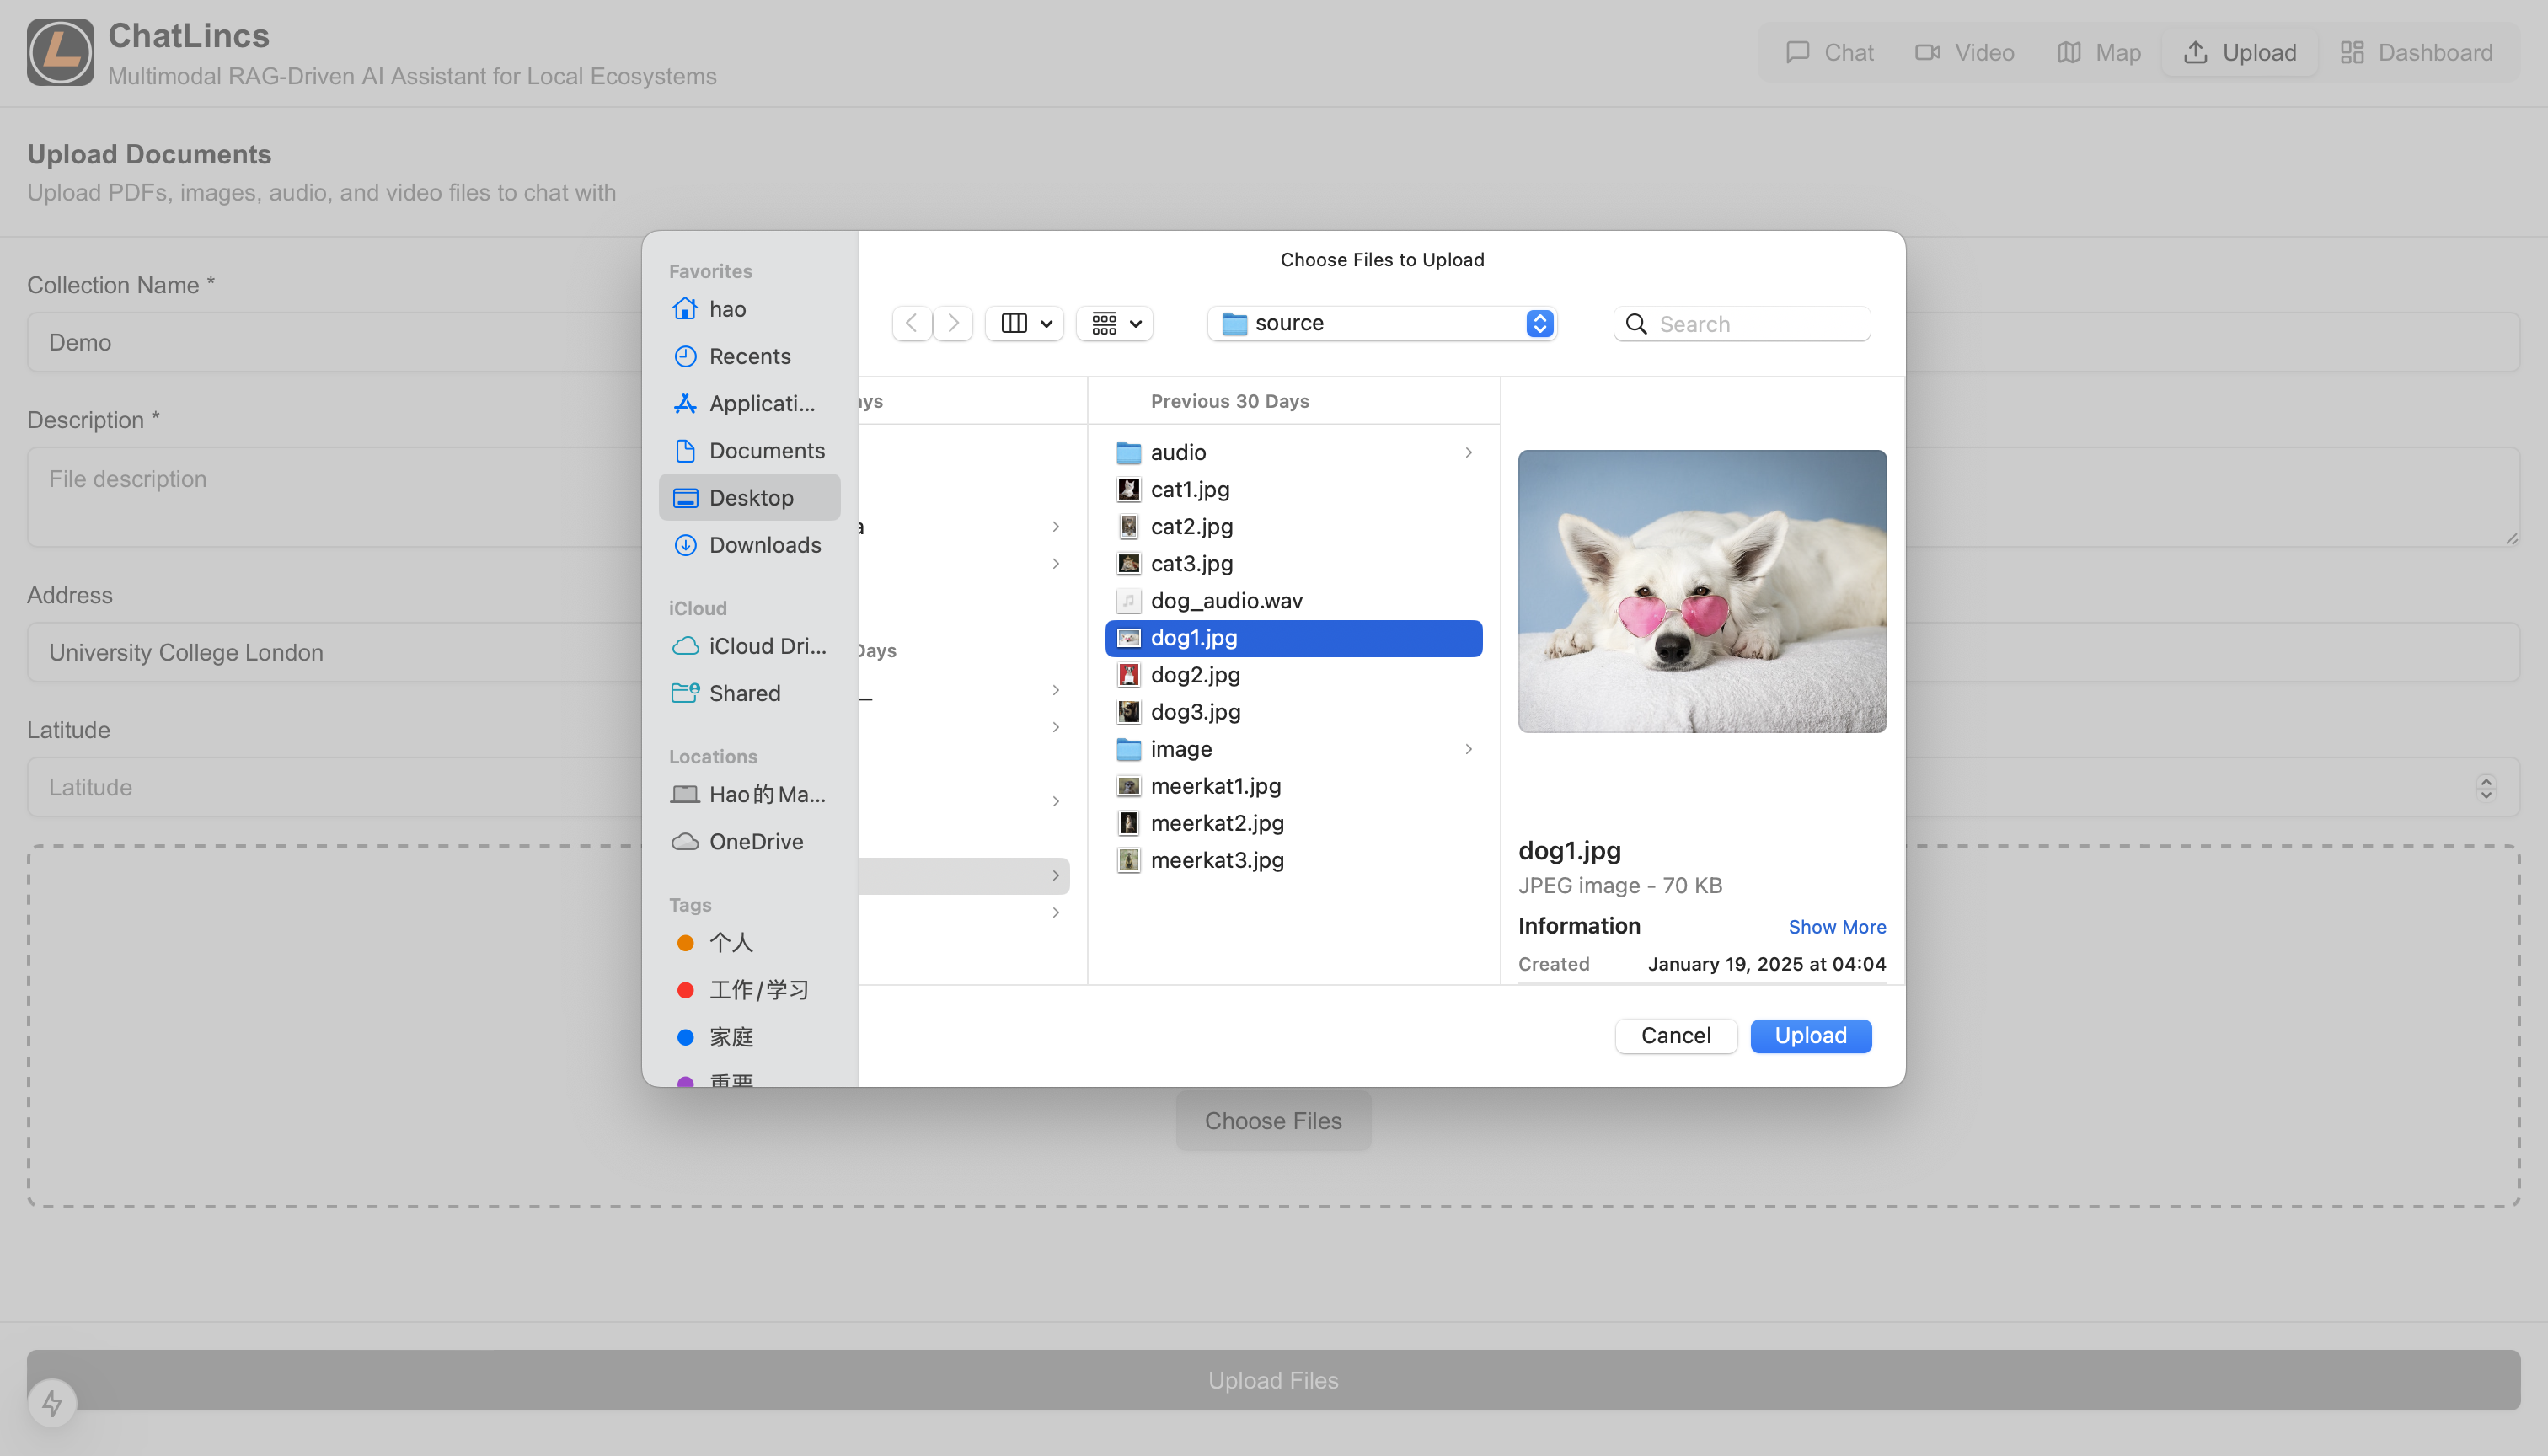 ChatLincs
Multimodal RAG-Driven AI Assistant for Local Ecosystems
Chat
Video
Map
Upload
Dashboard
Upload Documents
Upload PDFs, images, audio, and video files to chat with
Collection Name *
Demo
Description *
File description
Address
University College London
Latitude
Latitude
Choose Files
Upload Files
Choose Files to Upload
source
Search
Favorites
hao
Recents
Applicati...
Documents
Desktop
Downloads
iCloud
iCloud Dri...
Shared
Locations
Hao的Ma...
OneDrive
Tags
个人
工作/学习
家庭
重要
Days
Previous 30 Days
audio
cat1.jpg
cat2.jpg
cat3.jpg
dog_audio.wav
dog1.jpg
dog2.jpg
dog3.jpg
image
meerkat1.jpg
meerkat2.jpg
meerkat3.jpg
dog1.jpg
JPEG image - 70 KB
Information
Show More
Created
January 19, 2025 at 04:04
Cancel
Upload